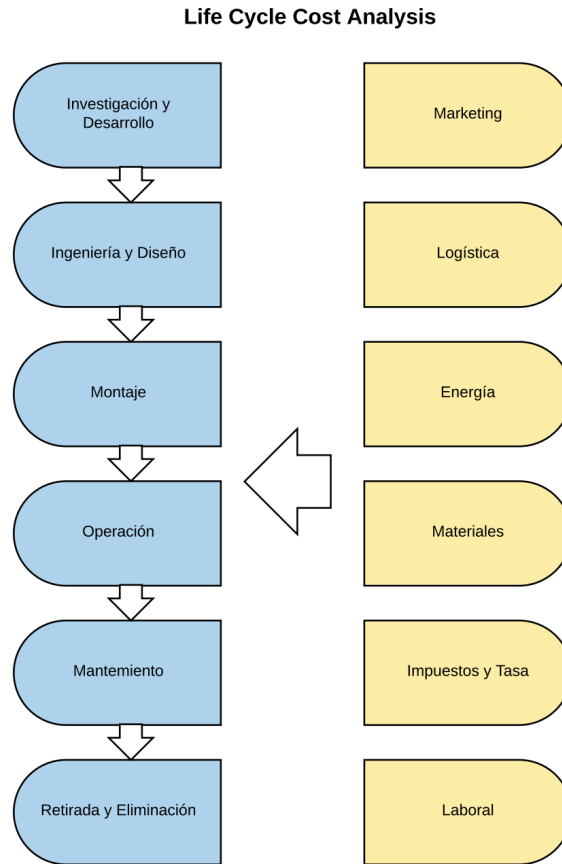 Life Cycle Cost Analysis
Investigación y
Desarrollo
Marketing
Ingeniería y Diseño
Logística
Montaje
Energía
Operación
Materiales
Mantemiento
Impuestos y Tasa
Retirada y Eliminación
Laboral